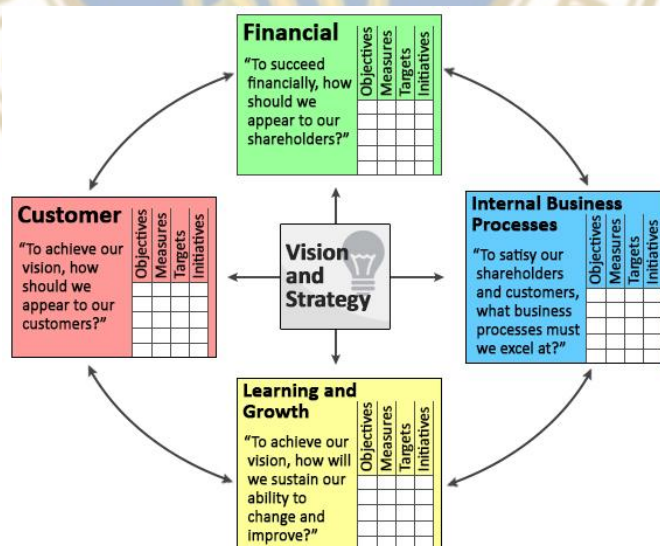 Financial
"To succeed
financially, how
should we
appear to our
shareholders?"
Objectives
Measures
Targets
Initiatives
Customer
"To achieve our
vision, how
should we
appear to our
customers?"
Objectives
Measures
Targets
Initiatives
Vision
and
Strategy
Internal Business
Processes
"To satisy our
shareholders
and customers,
what business
processes must
we excel at?"
Objectives
Measures
Targets
Initiatives
Learning and
Growth
"To achieve our
vision, how will
we sustain our
ability to
change and
improve?"
Objectives
Measures
Targets
Initiatives